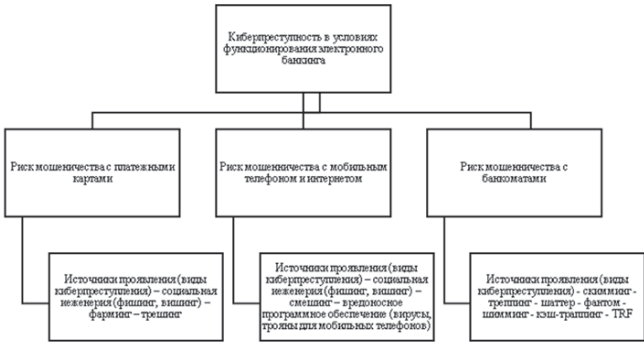 Киберпреступность в условиях
функционирования электронного
банкинга
Риск мошеничества с платежными
картами
Риск мошенничества с мобильным
телефоном и интернетом
Риск мошенничества с
банкоматами
Источники проявления (виды
киберпреступления) – социальная
инженерия (фишинг, вишинг) –
фарминг – трешинг
Источники проявления (виды
киберпреступления) – социальная
инженерия (фишинг, вишинг) –
смешинг – вредоносное
программное обеспечение (вирусы,
трояны для мобильных телефонов)
Источники проявления (виды
киберпреступления) - скимминг -
треппинг - шаттер - фантом -
шимминг - кэш-траппинг - TRF